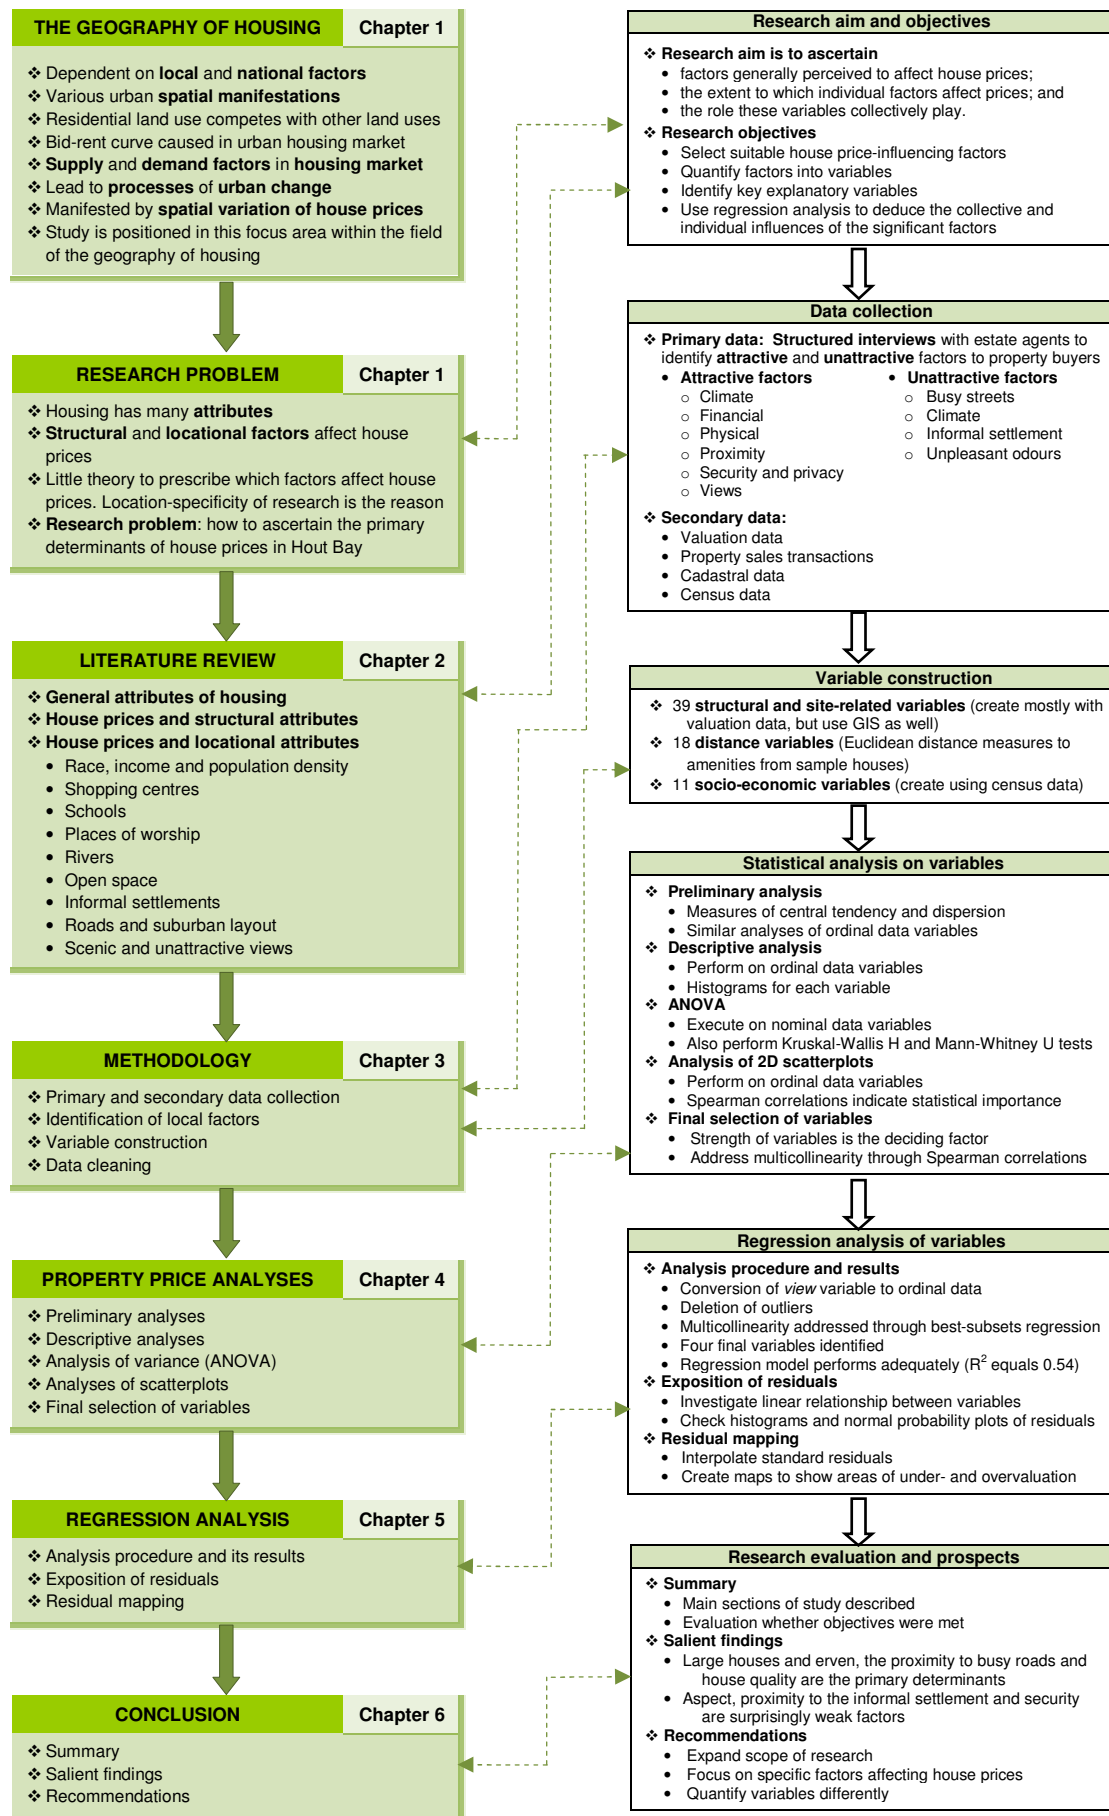 THE GEOGRAPHY OF HOUSING
Chapter 1
❖ Dependent on local and national factors
❖ Various urban spatial manifestations
❖ Residential land use competes with other land uses
❖ Bid-rent curve caused in urban housing market
❖ Supply and demand factors in housing market
❖ Lead to processes of urban change
❖ Manifested by spatial variation of house prices
❖ Study is positioned in this focus area within the field
of the geography of housing
RESEARCH PROBLEM
Chapter 1
❖ Housing has many attributes
❖ Structural and locational factors affect house
prices
❖ Little theory to prescribe which factors affect house
prices. Location-specificity of research is the reason
❖ Research problem: how to ascertain the primary
determinants of house prices in Hout Bay
LITERATURE REVIEW
Chapter 2
❖ General attributes of housing
❖ House prices and structural attributes
❖ House prices and locational attributes
• Race, income and population density
• Shopping centres
• Schools
• Places of worship
• Rivers
• Open space
• Informal settlements
• Roads and suburban layout
• Scenic and unattractive views
METHODOLOGY
Chapter 3
❖ Primary and secondary data collection
❖ Identification of local factors
❖ Variable construction
❖ Data cleaning
PROPERTY PRICE ANALYSES
Chapter 4
❖ Preliminary analyses
❖ Descriptive analyses
❖ Analysis of variance (ANOVA)
❖ Analyses of scatterplots
❖ Final selection of variables
REGRESSION ANALYSIS
Chapter 5
❖ Analysis procedure and its results
❖ Exposition of residuals
❖ Residual mapping
CONCLUSION
Chapter 6
❖ Summary
❖ Salient findings
❖ Recommendations
Research aim and objectives
❖ Research aim is to ascertain
• factors generally perceived to affect house prices;
• the extent to which individual factors affect prices; and
• the role these variables collectively play.
❖ Research objectives
• Select suitable house price-influencing factors
• Quantify factors into variables
• Identify key explanatory variables
• Use regression analysis to deduce the collective and
individual influences of the significant factors
Data collection
❖ Primary data: Structured interviews with estate agents to
identify attractive and unattractive factors to property buyers
• Attractive factors
○ Climate
○ Financial
○ Physical
○ Proximity
○ Security and privacy
○ Views
• Unattractive factors
○ Busy streets
○ Climate
○ Informal settlement
○ Unpleasant odours
❖ Secondary data:
• Valuation data
• Property sales transactions
• Cadastral data
• Census data
Variable construction
❖ 39 structural and site-related variables (create mostly with
valuation data, but use GIS as well)
❖ 18 distance variables (Euclidean distance measures to
amenities from sample houses)
❖ 11 socio-economic variables (create using census data)
Statistical analysis on variables
❖ Preliminary analysis
• Measures of central tendency and dispersion
• Similar analyses of ordinal data variables
❖ Descriptive analysis
• Perform on ordinal data variables
• Histograms for each variable
❖ ANOVA
• Execute on nominal data variables
• Also perform Kruskal-Wallis H and Mann-Whitney U tests
❖ Analysis of 2D scatterplots
• Perform on ordinal data variables
• Spearman correlations indicate statistical importance
❖ Final selection of variables
• Strength of variables is the deciding factor
• Address multicollinearity through Spearman correlations
Regression analysis of variables
❖ Analysis procedure and results
• Conversion of view variable to ordinal data
• Deletion of outliers
• Multicollinearity addressed through best-subsets regression
• Four final variables identified
• Regression model performs adequately (R² equals 0.54)
❖ Exposition of residuals
• Investigate linear relationship between variables
• Check histograms and normal probability plots of residuals
❖ Residual mapping
• Interpolate standard residuals
• Create maps to show areas of under- and overvaluation
Research evaluation and prospects
❖ Summary
• Main sections of study described
• Evaluation whether objectives were met
❖ Salient findings
• Large houses and erven, the proximity to busy roads and
house quality are the primary determinants
• Aspect, proximity to the informal settlement and security
are surprisingly weak factors
❖ Recommendations
• Expand scope of research
• Focus on specific factors affecting house prices
• Quantify variables differently